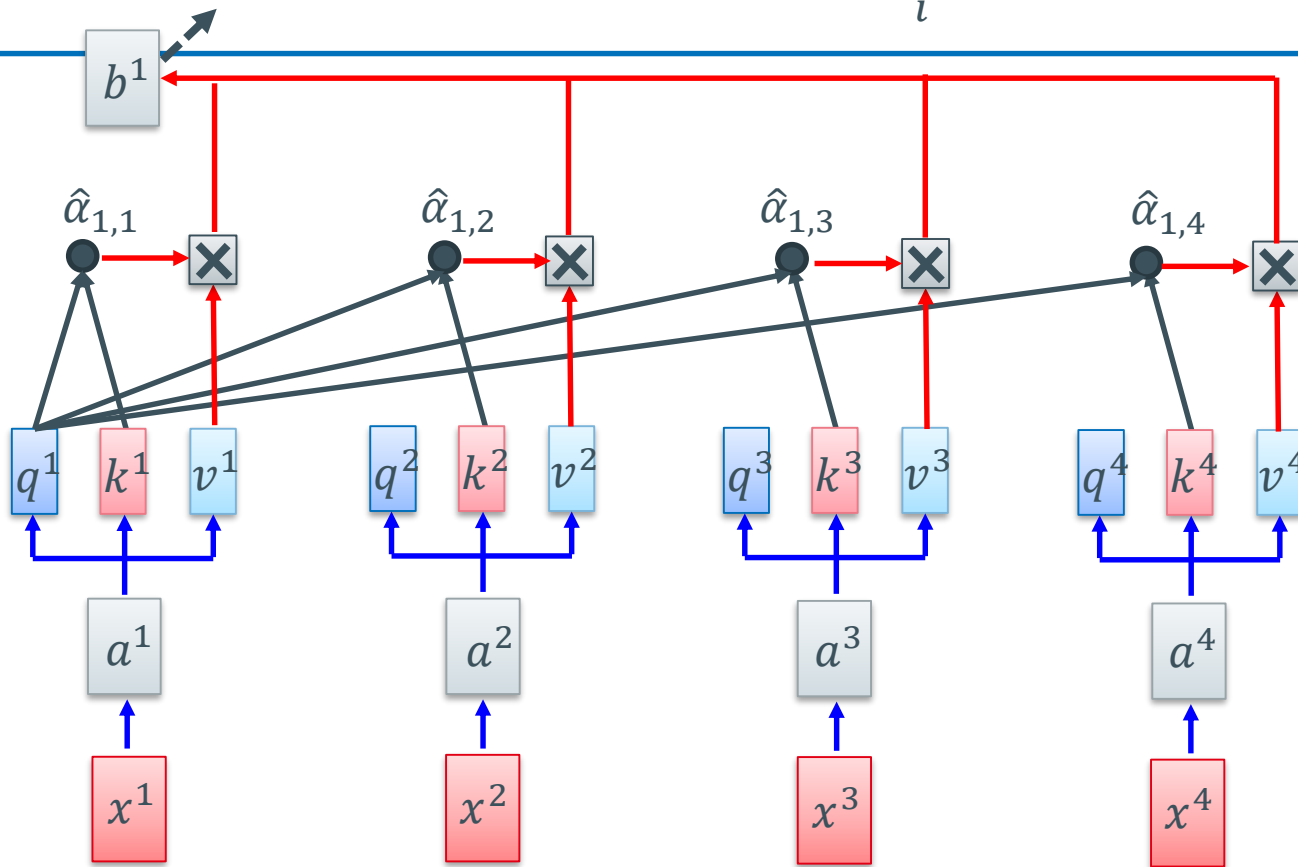 i
b¹
α̂₁,₁ α̂₁,₂ α̂₁,₃ α̂₁,₄
q¹ k¹ v¹ q² k² v² q³ k³ v³ q⁴ k⁴ v⁴
a¹ a² a³ a⁴
x¹ x² x³ x⁴